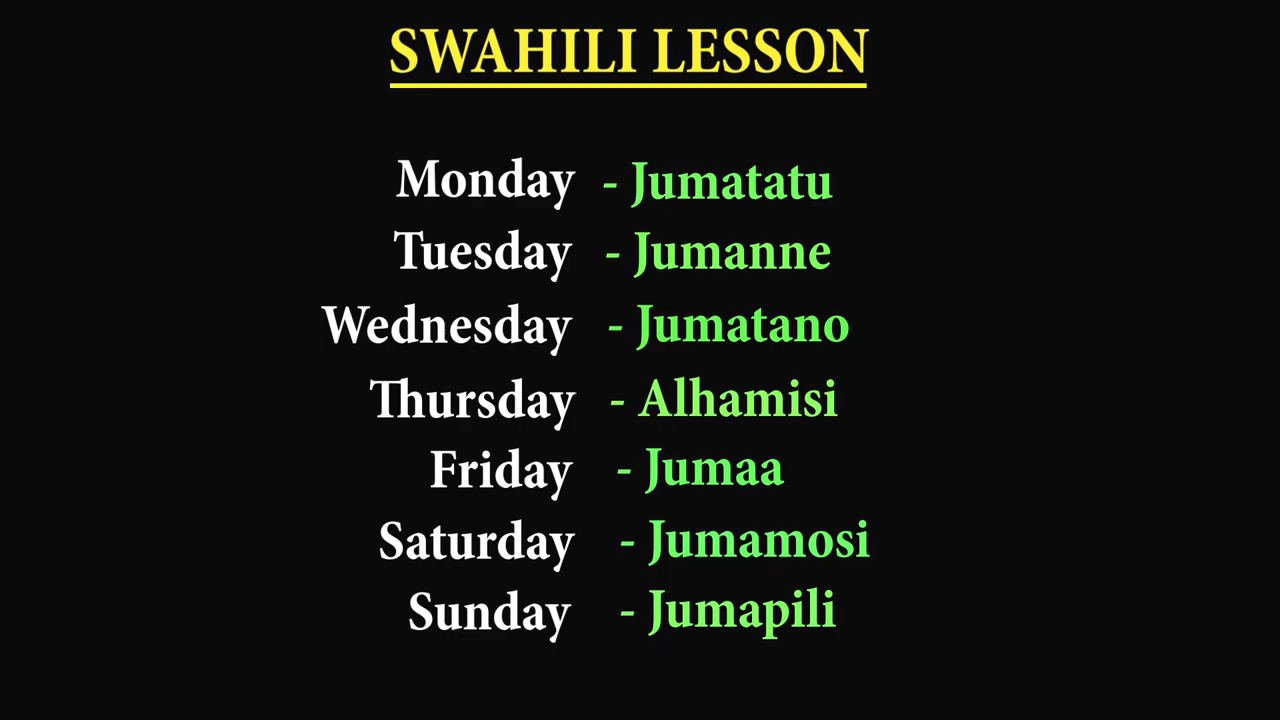 SWAHILI LESSON
Monday - Jumatatu
Tuesday - Jumanne
Wednesday - Jumatano
Thursday - Alhamisi
Friday - Jumaa
Saturday - Jumamosi
Sunday - Jumapili